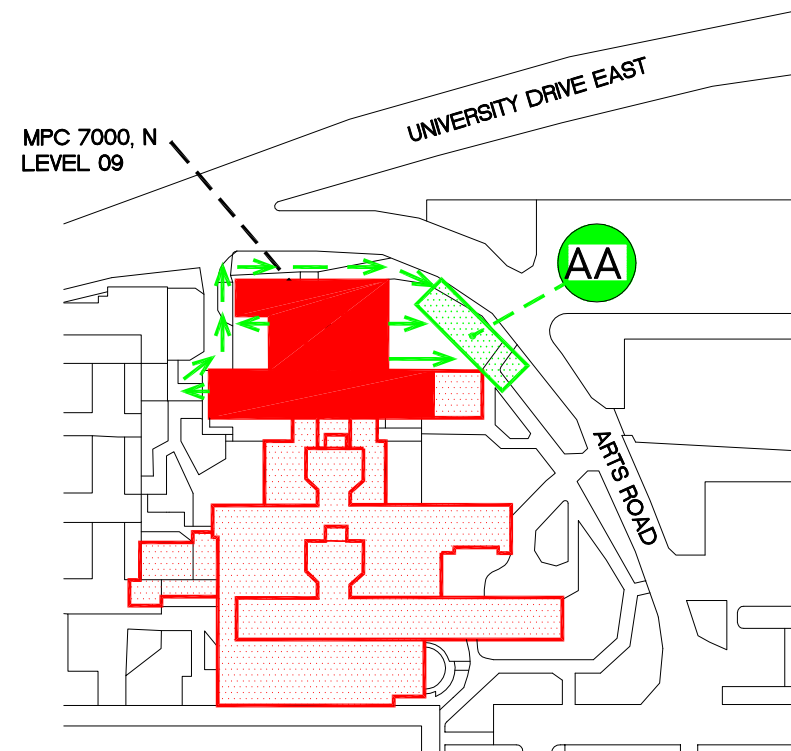 UNIVERSITY DRIVE EAST
MPC 7000, N
LEVEL 09
AA
ARTS ROAD